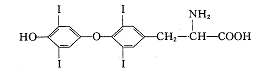 I I NH₂
HO O CH₂ CH COOH
I I